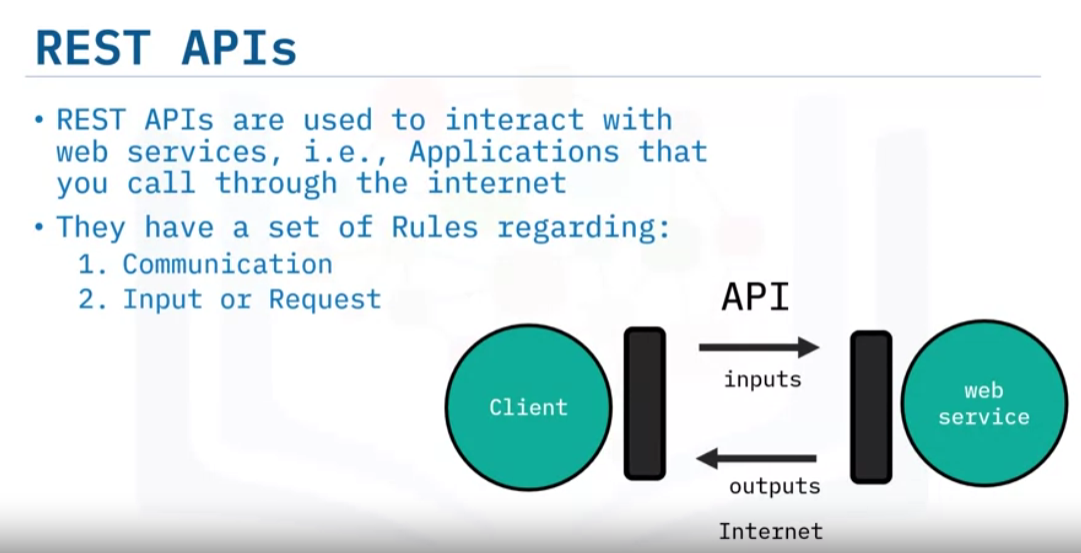 REST APIs
• REST APIs are used to interact with
web services, i.e., Applications that
you call through the internet
• They have a set of Rules regarding:
1. Communication
2. Input or Request
API
inputs
Client
web
service
outputs
Internet